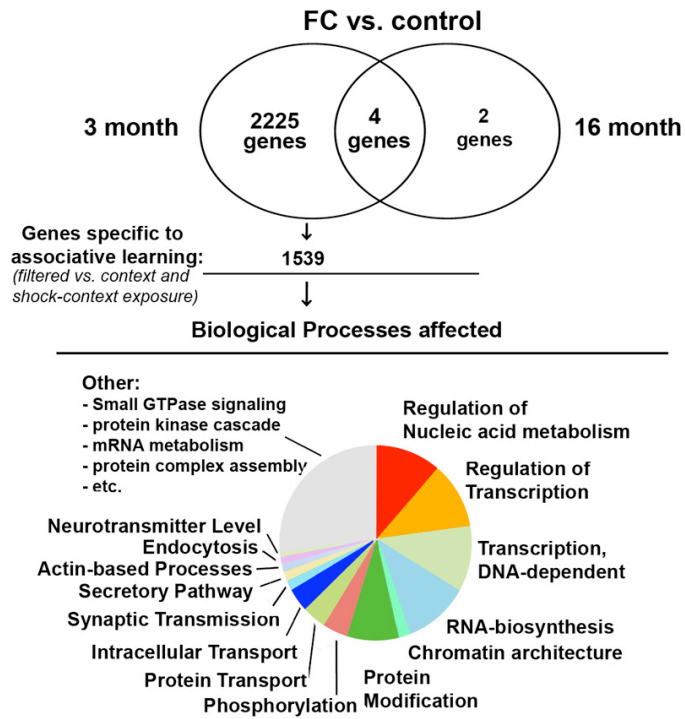 FC vs. control
3 month
2225
genes
4
genes
2
genes
16 month
Genes specific to
associative learning:
(filtered vs. context and
shock-context exposure)
1539
Biological Processes affected
Other:
- Small GTPase signaling
- protein kinase cascade
- mRNA metabolism
- protein complex assembly
- etc.
Regulation of
Nucleic acid metabolism
Regulation of
Transcription
Transcription,
DNA-dependent
RNA-biosynthesis
Chromatin architecture
Protein
Modification
Phosphorylation
Protein Transport
Intracellular Transport
Synaptic Transmission
Secretory Pathway
Actin-based Processes
Endocytosis
Neurotransmitter Level